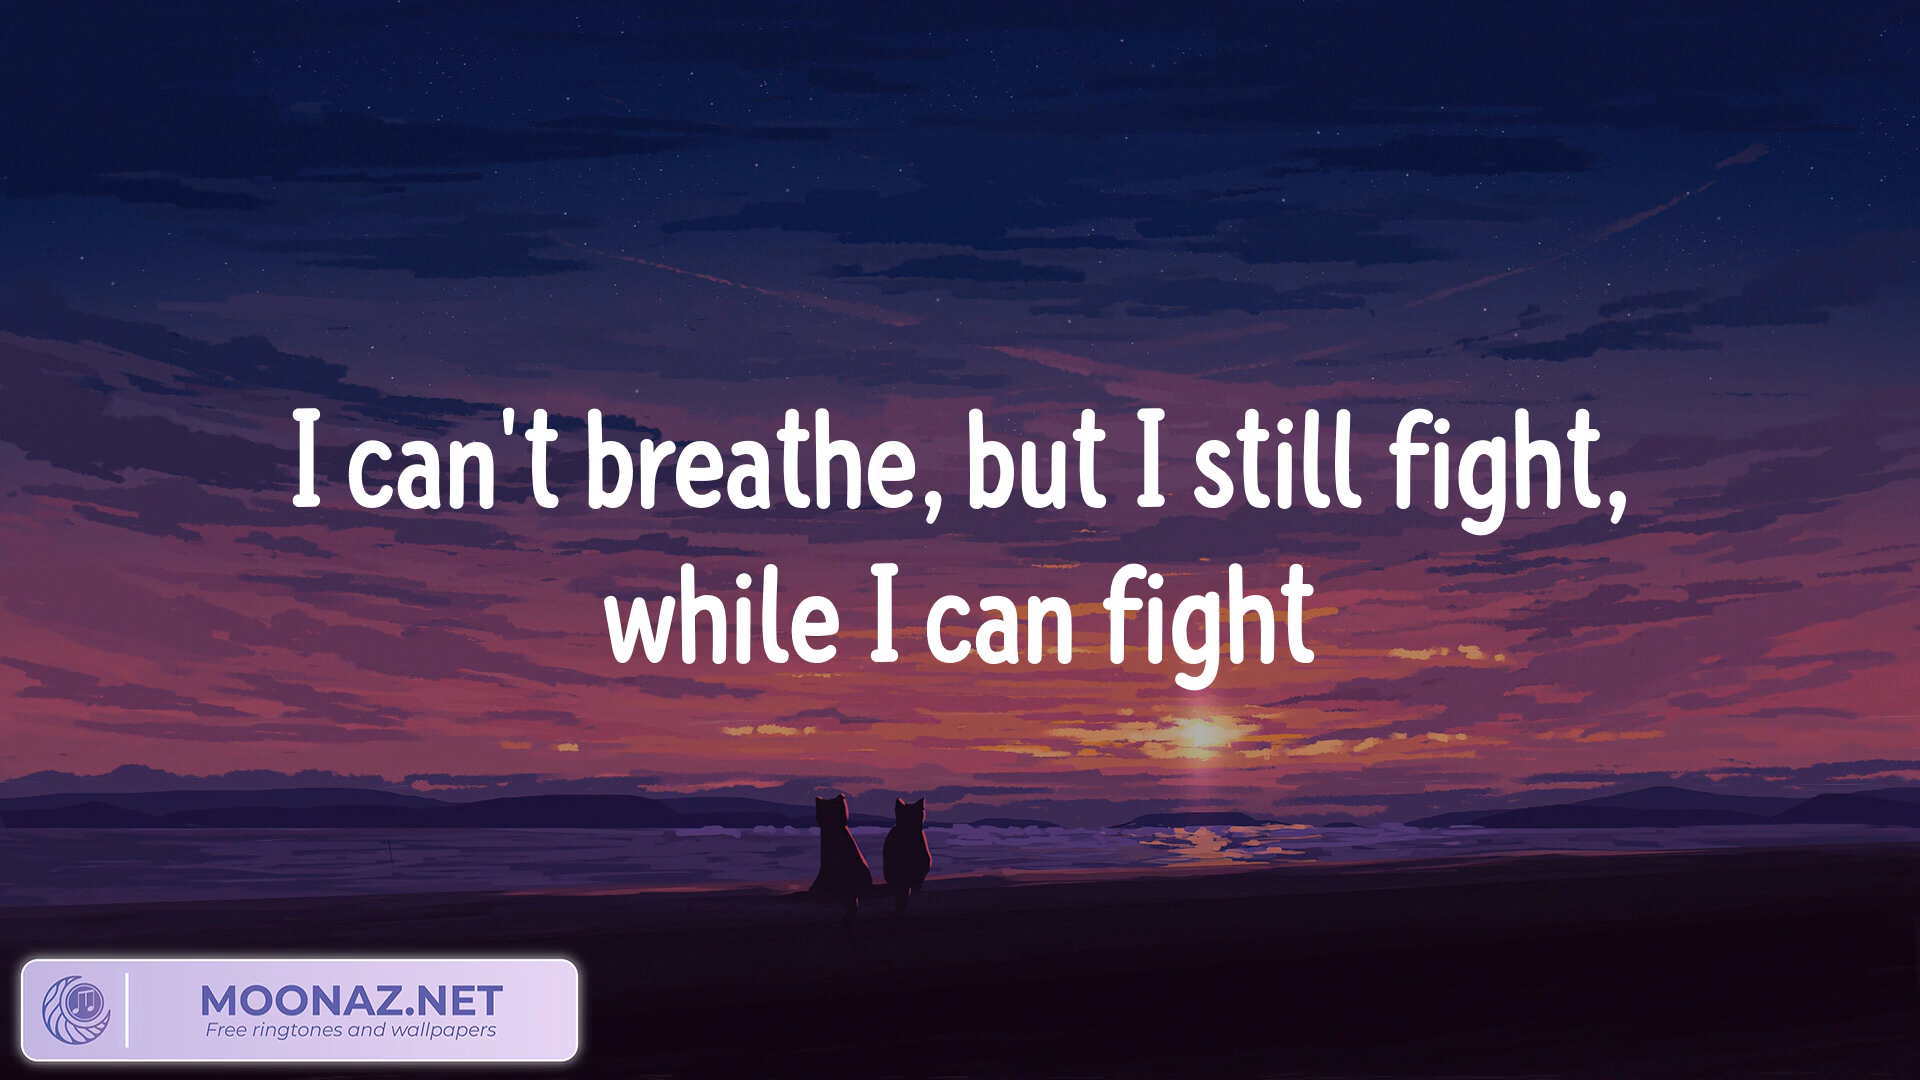 I can't breathe, but I still fight,
while I can fight
MOONAZ.NET
Free ringtones and wallpapers